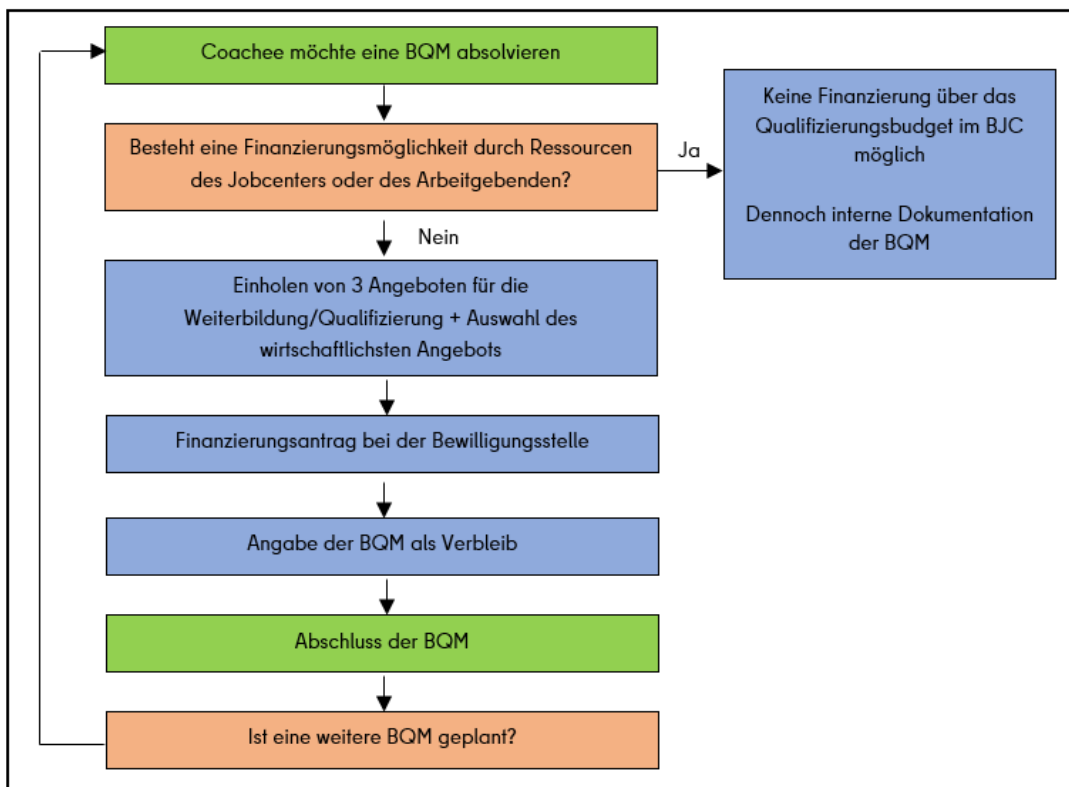 Coachee möchte eine BQM absolvieren
Besteht eine Finanzierungsmöglichkeit durch Ressourcen
des Jobcenters oder des Arbeitgebenden?
Ja
Keine Finanzierung über das
Qualifizierungsbudget im BJC
möglich
Dennoch interne Dokumentation
der BQM
Nein
Einholen von 3 Angeboten für die
Weiterbildung/Qualifizierung + Auswahl des
wirtschaftlichsten Angebots
Finanzierungsantrag bei der Bewilligungsstelle
Angabe der BQM als Verbleib
Abschluss der BQM
Ist eine weitere BQM geplant?